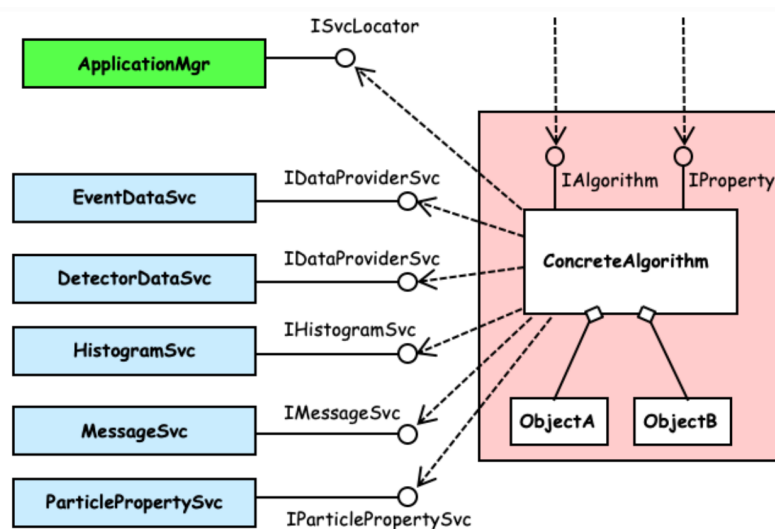 ISvcLocator
ApplicationMgr
IAlgorithm
IProperty
EventDataSvc
IDataProviderSvc
ConcreteAlgorithm
DetectorDataSvc
IDataProviderSvc
HistogramSvc
IHistogramSvc
MessageSvc
IMessageSvc
ObjectA
ObjectB
ParticlePropertySvc
IParticlePropertySvc